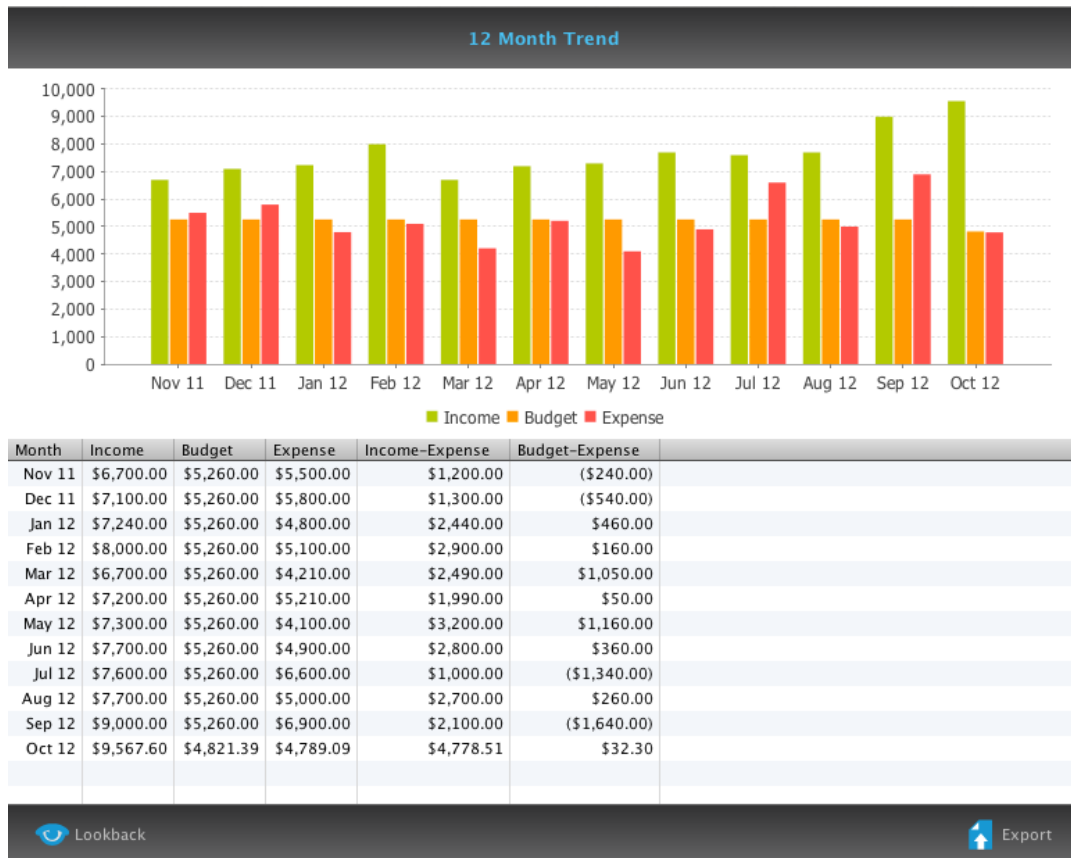 12 Month Trend
10,000
9,000
8,000
7,000
6,000
5,000
4,000
3,000
2,000
1,000
0
Nov 11 Dec 11 Jan 12 Feb 12 Mar 12 Apr 12 May 12 Jun 12 Jul 12 Aug 12 Sep 12 Oct 12
Income Budget Expense
Month Income Budget Expense Income-Expense Budget-Expense
Nov 11 $6,700.00 $5,260.00 $5,500.00 $1,200.00 ($240.00)
Dec 11 $7,100.00 $5,260.00 $5,800.00 $1,300.00 ($540.00)
Jan 12 $7,240.00 $5,260.00 $4,800.00 $2,440.00 $460.00
Feb 12 $8,000.00 $5,260.00 $5,100.00 $2,900.00 $160.00
Mar 12 $6,700.00 $5,260.00 $4,210.00 $2,490.00 $1,050.00
Apr 12 $7,200.00 $5,260.00 $5,210.00 $1,990.00 $50.00
May 12 $7,300.00 $5,260.00 $4,100.00 $3,200.00 $1,160.00
Jun 12 $7,700.00 $5,260.00 $4,900.00 $2,800.00 $360.00
Jul 12 $7,600.00 $5,260.00 $6,600.00 $1,000.00 ($1,340.00)
Aug 12 $7,700.00 $5,260.00 $5,000.00 $2,700.00 $260.00
Sep 12 $9,000.00 $5,260.00 $6,900.00 $2,100.00 ($1,640.00)
Oct 12 $9,567.60 $4,821.39 $4,789.09 $4,778.51 $32.30
Lookback Export